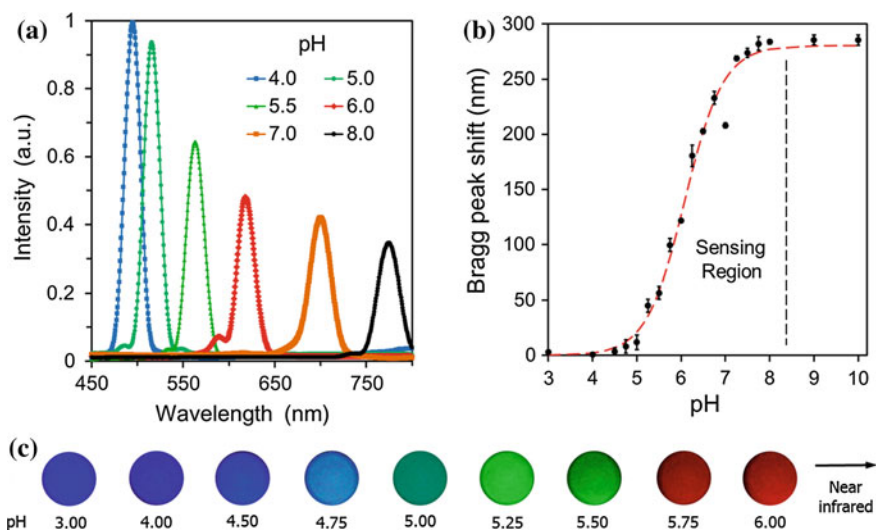 (a)
pH
4.0 5.0
5.5 6.0
7.0 8.0
Intensity (a.u.)
1
0.8
0.6
0.4
0.2
0
450 550 650 750
Wavelength (nm)
(b)
Bragg peak shift (nm)
300
250
200
150
100
50
0
Sensing
Region
3 4 5 6 7 8 9 10
pH
(c)
Near
infrared
pH 3.00 4.00 4.50 4.75 5.00 5.25 5.50 5.75 6.00